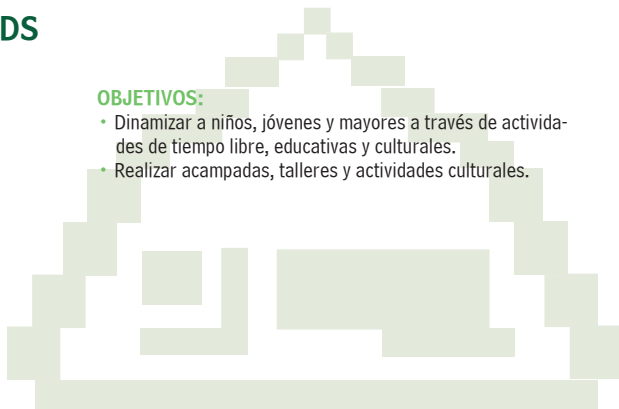 DS
OBJETIVOS:
• Dinamizar a niños, jóvenes y mayores a través de activida-
des de tiempo libre, educativas y culturales.
• Realizar acampadas, talleres y actividades culturales.